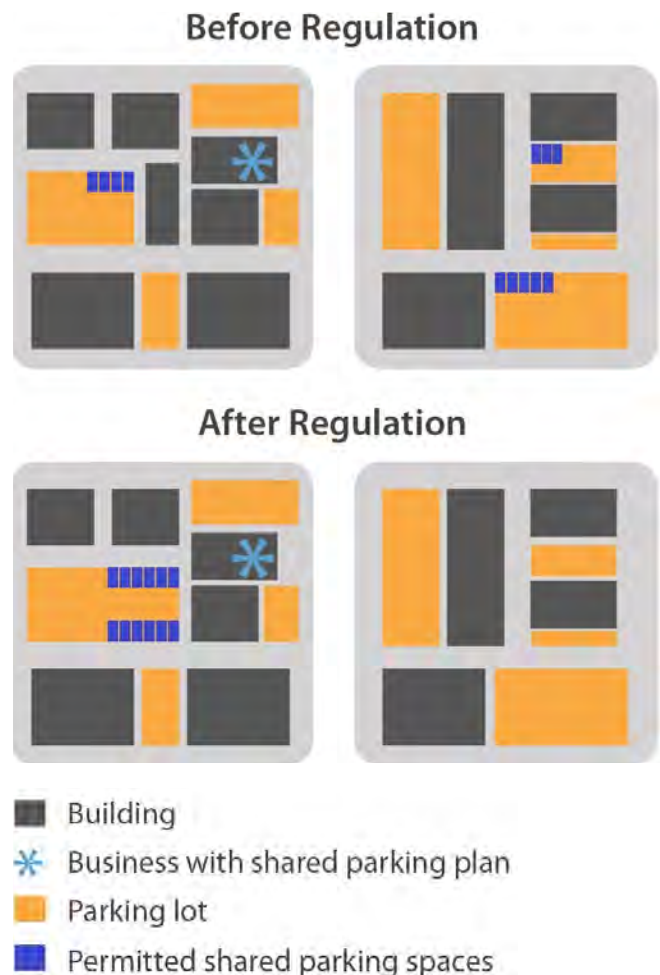 Before Regulation
After Regulation
Building
Business with shared parking plan
Parking lot
Permitted shared parking spaces